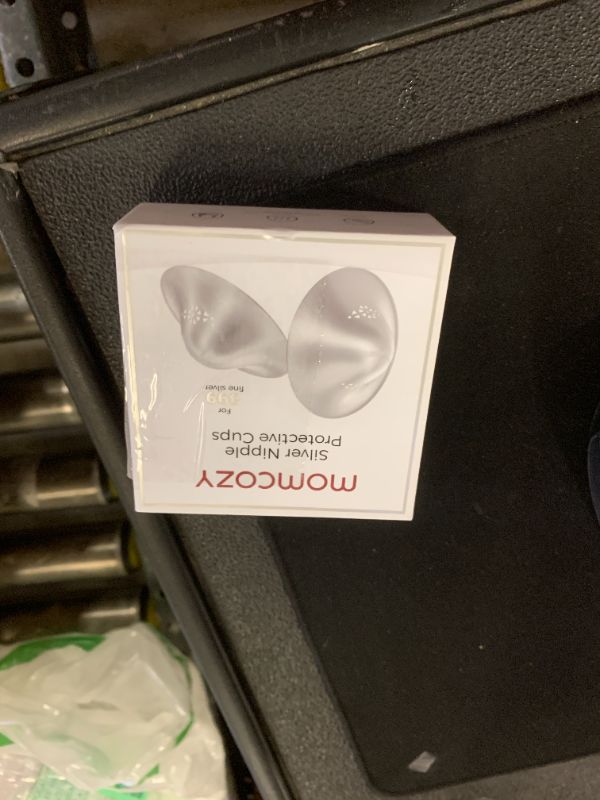 momcozy
Silver Nipple
Protective Cups
For
999
fine silver